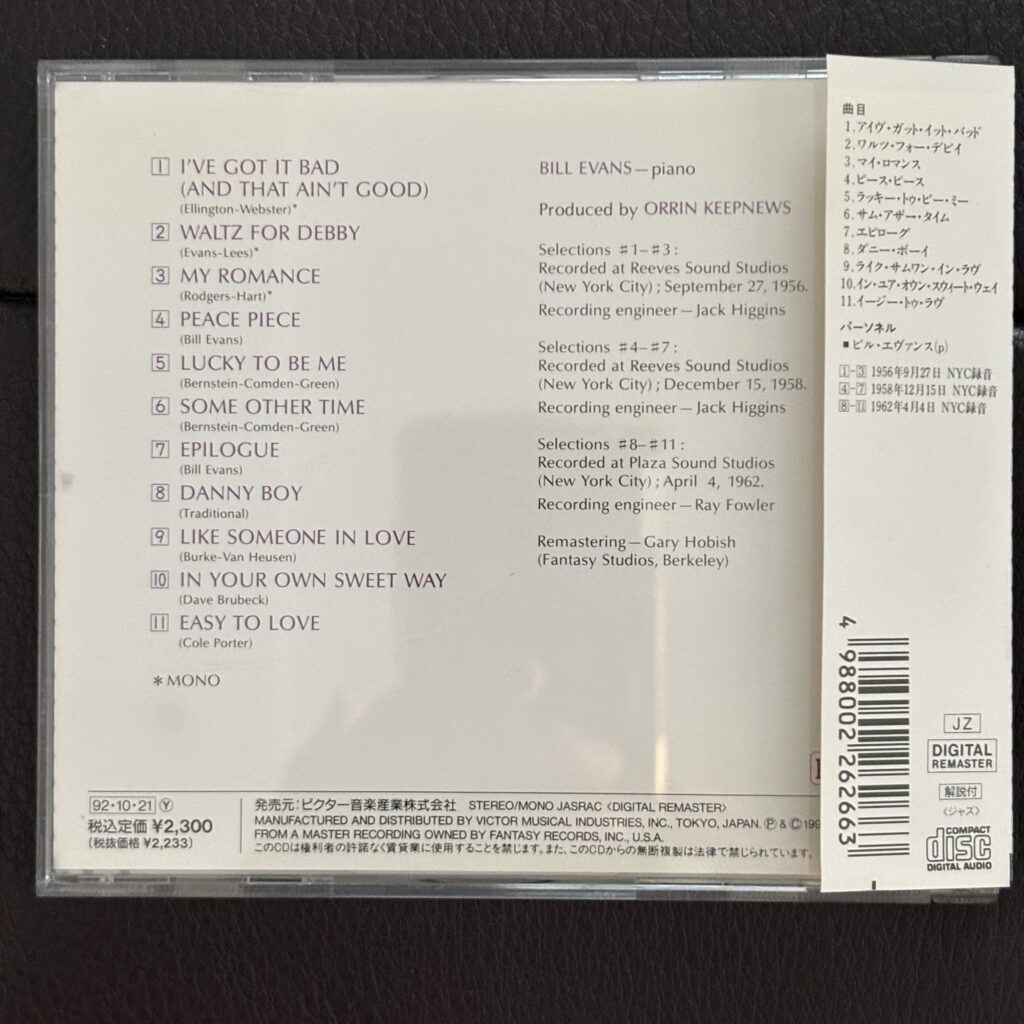 1 I'VE GOT IT BAD
(AND THAT AIN'T GOOD)
(Ellington-Webster)*
2 WALTZ FOR DEBBY
(Evans-Lees)*
3 MY ROMANCE
(Rodgers-Hart)*
4 PEACE PIECE
(Bill Evans)
5 LUCKY TO BE ME
(Bernstein-Comden-Green)
6 SOME OTHER TIME
(Bernstein-Comden-Green)
7 EPILOGUE
(Bill Evans)
8 DANNY BOY
(Traditional)
9 LIKE SOMEONE IN LOVE
(Burke-Van Heusen)
10 IN YOUR OWN SWEET WAY
(Dave Brubeck)
11 EASY TO LOVE
(Cole Porter)
*MONO
BILL EVANS—piano
Produced by ORRIN KEEPNEWS
Selections ♯1–♯3:
Recorded at Reeves Sound Studios
(New York City); September 27, 1956.
Recording engineer—Jack Higgins
Selections ♯4–♯7:
Recorded at Reeves Sound Studios
(New York City); December 15, 1958.
Recording engineer—Jack Higgins
Selections ♯8–♯11:
Recorded at Plaza Sound Studios
(New York City); April 4, 1962.
Recording engineer—Ray Fowler
Remastering—Gary Hobish
(Fantasy Studios, Berkeley)
92・10・21 Ⓨ
税込定価 ¥2,300
(税抜価格 ¥2,233)
発売元:ビクター音楽産業株式会社 STEREO/MONO JASRAC 〈DIGITAL REMASTER〉
MANUFACTURED AND DISTRIBUTED BY VICTOR MUSICAL INDUSTRIES, INC., TOKYO, JAPAN. Ⓟ & ©
FROM A MASTER RECORDING OWNED BY FANTASY RECORDS, INC., U.S.A.
このCDは権利者の許諾なく賃貸業に使用することを禁じます。また、このCDからの無断複製は法律で禁じられています。
曲目
1.アイヴ・ガット・イット・バッド
2.ワルツ・フォー・デビイ
3.マイ・ロマンス
4.ピース・ピース
5.ラッキー・トゥ・ビー・ミー
6.サム・アザー・タイム
7.エピローグ
8.ダニー・ボーイ
9.ライク・サムワン・イン・ラヴ
10.イン・ユア・オウン・スウィート・ウェイ
11.イージー・トゥ・ラヴ
パーソネル
■ビル・エヴァンス(p)
1-3 1956年9月27日 NYC録音
4-7 1958年12月15日 NYC録音
8-11 1962年4月4日 NYC録音
4 988002 262663
JZ
DIGITAL
REMASTER
解説付
〈ジャズ〉
COMPACT
disc
DIGITAL AUDIO